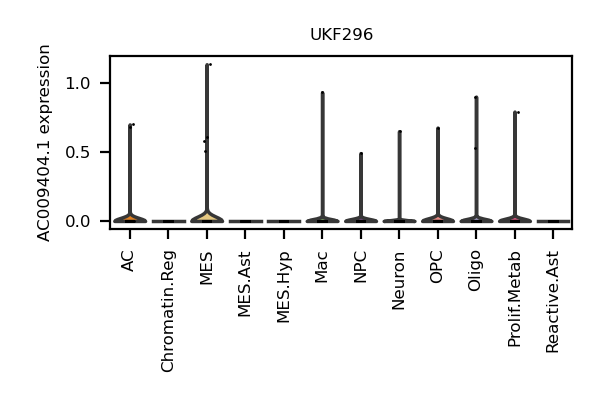 UKF296
AC009404.1 expression
1.0
0.5
0.0
AC
Chromatin.Reg
MES
MES.Ast
MES.Hyp
Mac
NPC
Neuron
OPC
Oligo
Prolif.Metab
Reactive.Ast